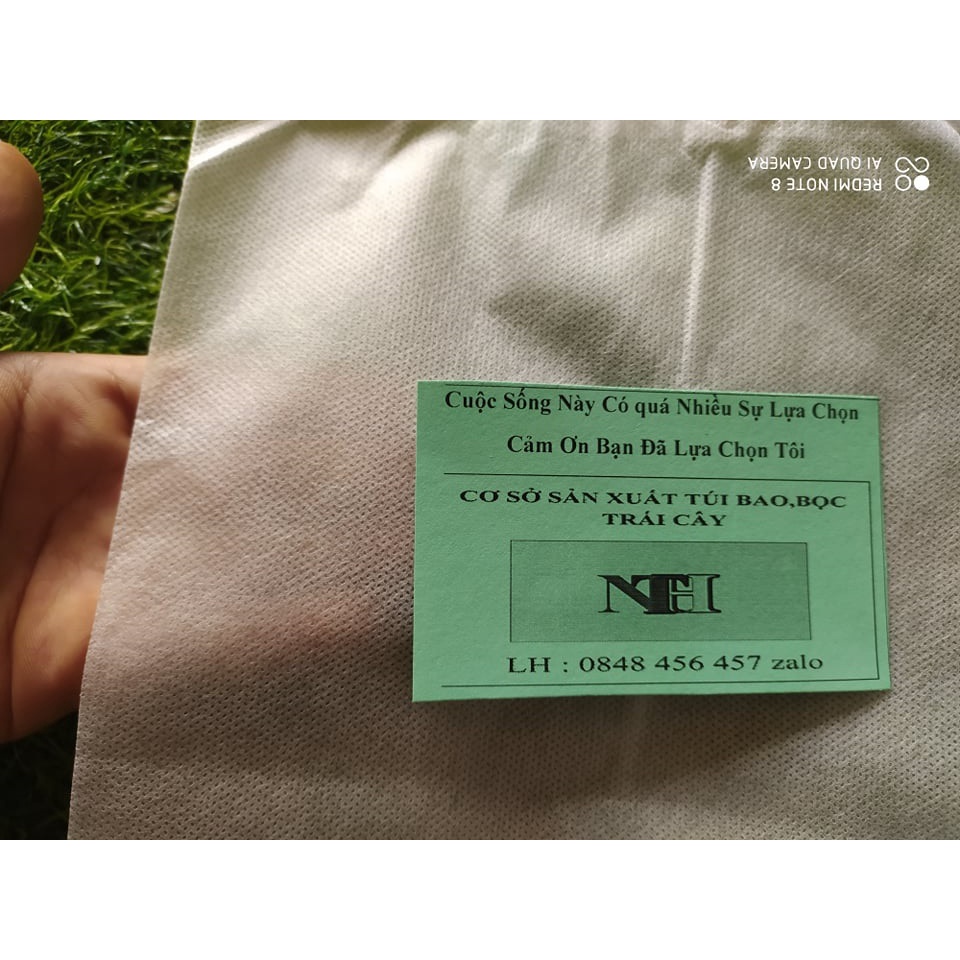 Cuộc Sống Này Có quá Nhiều Sự Lựa Chọn
Cảm Ơn Bạn Đã Lựa Chọn Tôi
CƠ SỞ SẢN XUẤT TÚI BAO,BỌC
TRÁI CÂY
NTH
LH : 0848 456 457 zalo
REDMI NOTE 8
AI QUAD CAMERA